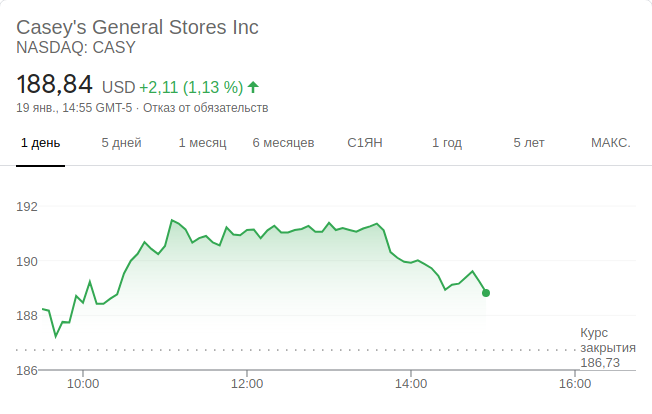 Casey's General Stores Inc
NASDAQ: CASY
188,84 USD +2,11 (1,13 %)
19 янв., 14:55 GMT-5 · Отказ от обязательств
1 день 5 дней 1 месяц 6 месяцев С1ЯН 1 год 5 лет МАКС.
192
190
188
Курс
закрытия
186,73
186
10:00 12:00 14:00 16:00